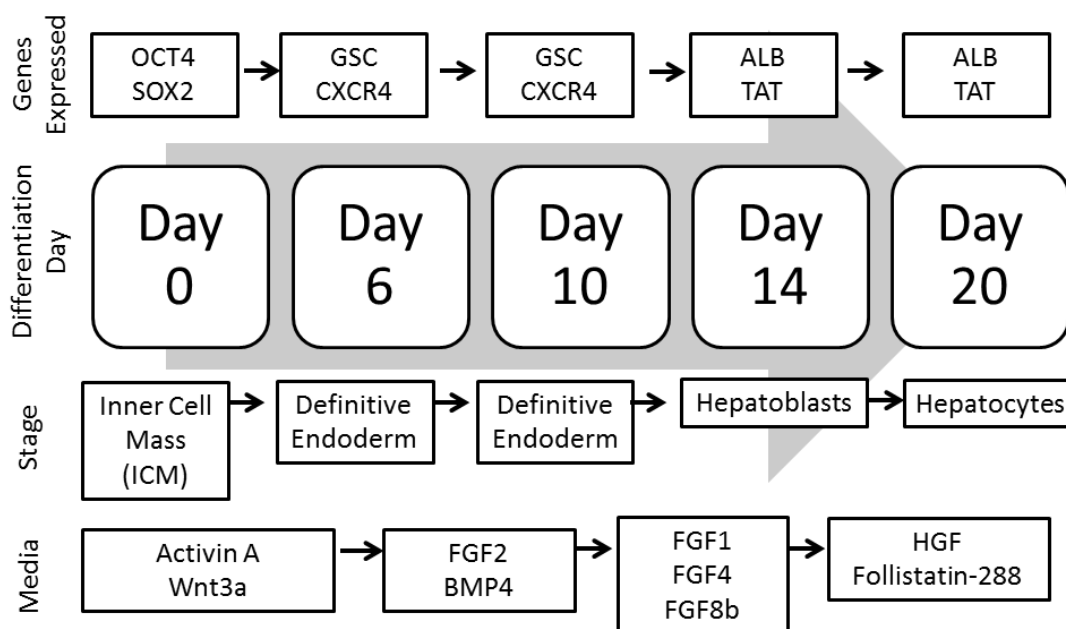 Genes
Expressed
OCT4
SOX2
GSC
CXCR4
GSC
CXCR4
ALB
TAT
ALB
TAT
Differentiation
Day
Day
0
Day
6
Day
10
Day
14
Day
20
Stage
Inner Cell
Mass
(ICM)
Definitive
Endoderm
Definitive
Endoderm
Hepatoblasts
Hepatocytes
Media
Activin A
Wnt3a
FGF2
BMP4
FGF1
FGF4
FGF8b
HGF
Follistatin-288